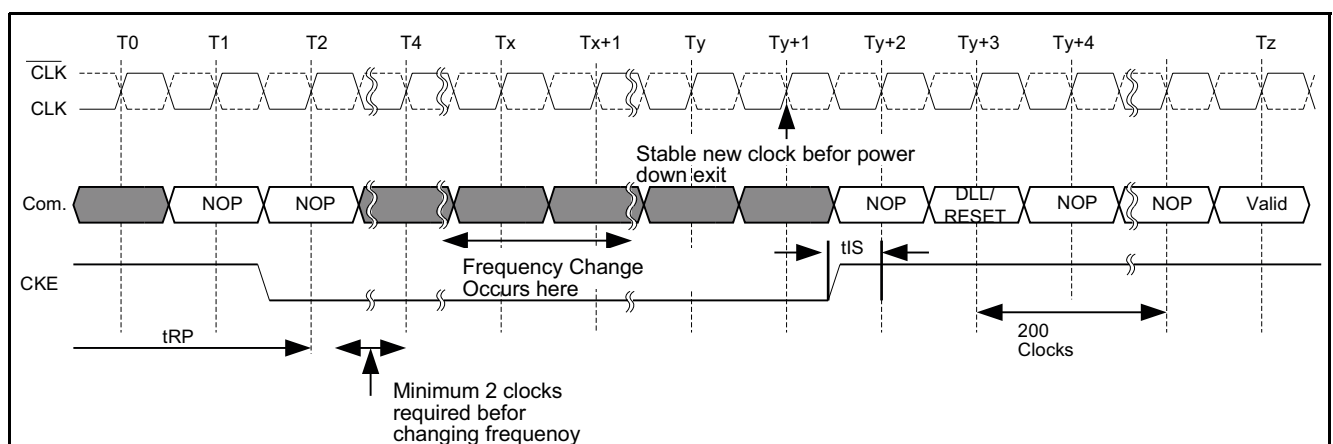 T0 T1 T2 T4 Tx Tx+1 Ty Ty+1 Ty+2 Ty+3 Ty+4 Tz
CLK
CLK
Stable new clock befor power
down exit
Com. NOP NOP NOP DLL/
RESET NOP NOP Valid
tIS
Frequency Change
Occurs here
CKE
tRP
200
Clocks
Minimum 2 clocks
required befor
changing frequenoy